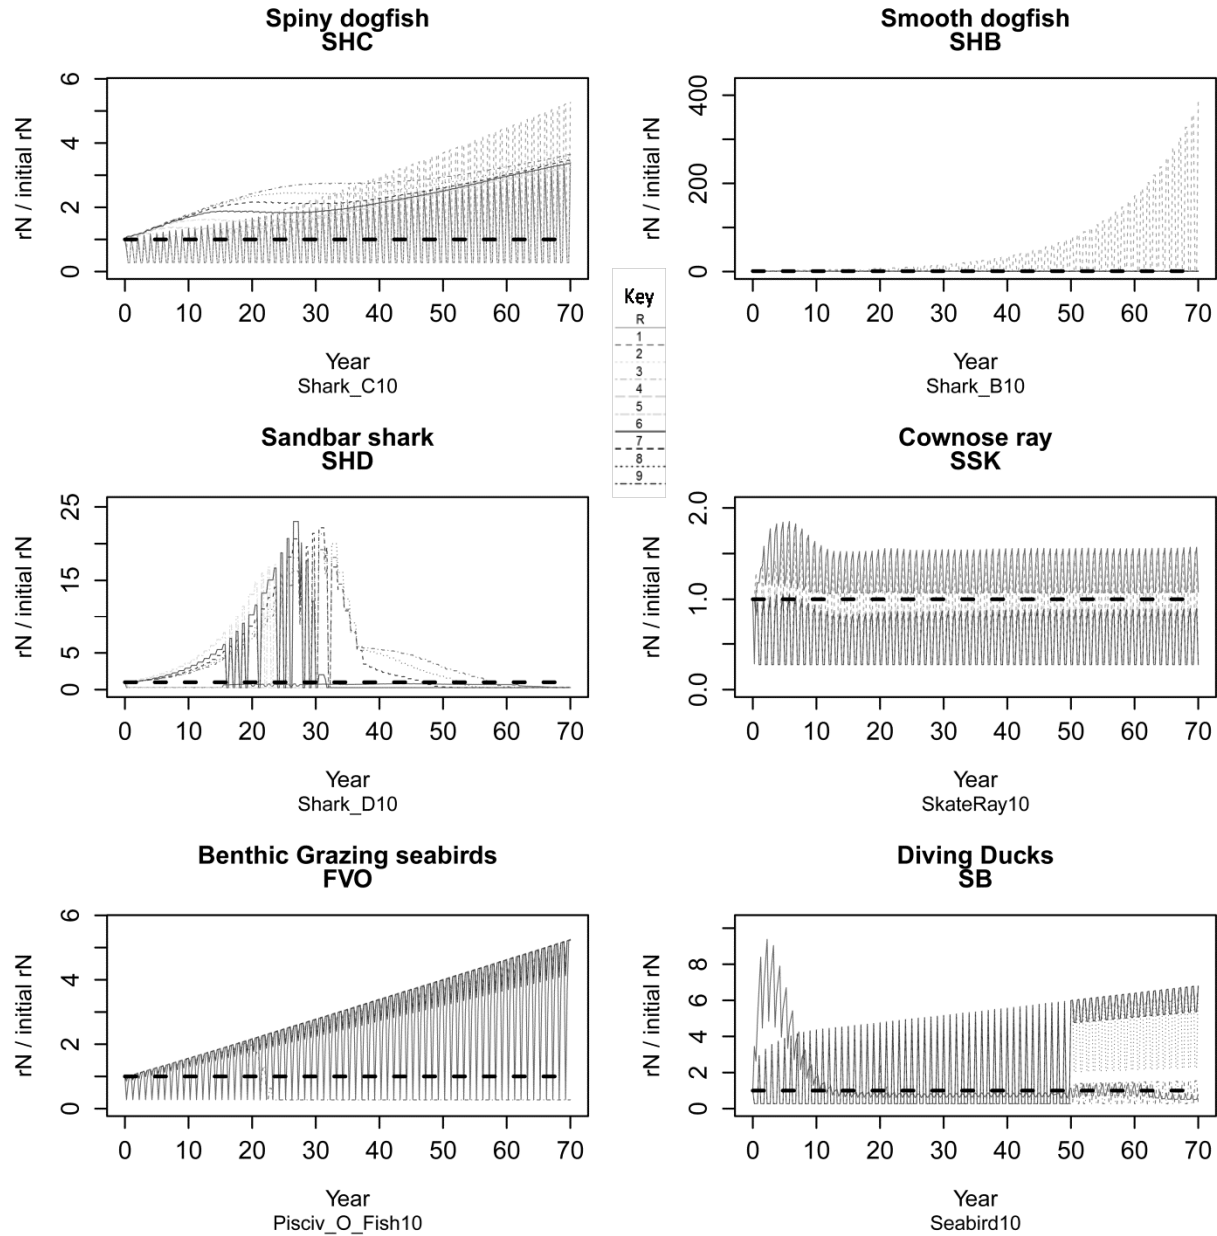 Spiny dogfish
SHC
rN / initial rN
6
4
2
0
0 10 20 30 40 50 60 70
Year
Shark_C10
Smooth dogfish
SHB
rN / initial rN
400
200
0
0 10 20 30 40 50 60 70
Year
Shark_B10
Key
R
1
2
3
4
5
6
7
8
9
Sandbar shark
SHD
rN / initial rN
25
15
5
0
0 10 20 30 40 50 60 70
Year
Shark_D10
Cownose ray
SSK
rN / initial rN
2.0
1.0
0.0
0 10 20 30 40 50 60 70
Year
SkateRay10
Benthic Grazing seabirds
FVO
rN / initial rN
6
4
2
0
0 10 20 30 40 50 60 70
Year
Pisciv_O_Fish10
Diving Ducks
SB
rN / initial rN
8
6
4
2
0
0 10 20 30 40 50 60 70
Year
Seabird10